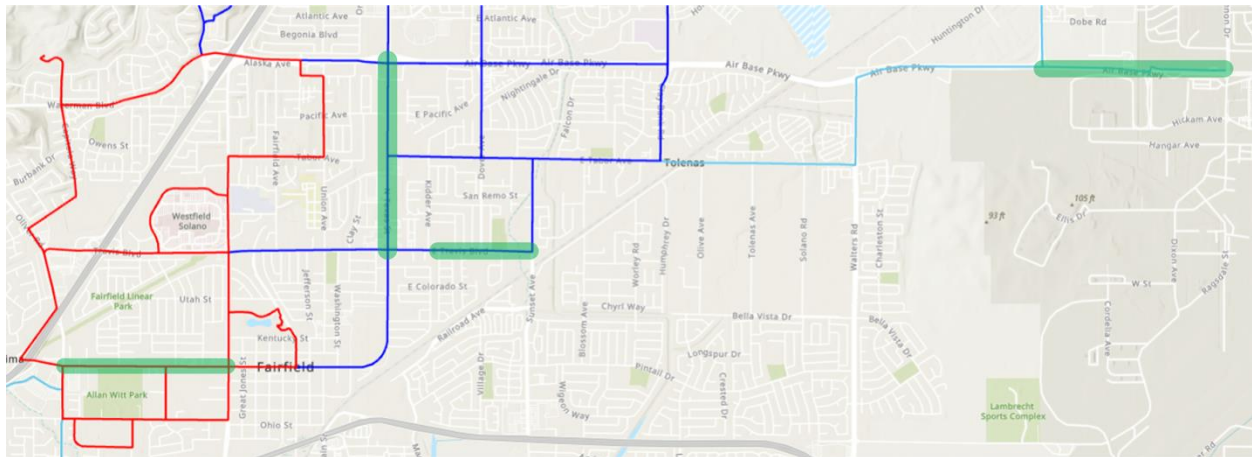 Atlantic Ave
E Atlantic Ave
Huntington Dr
Dobe Rd
Begonia Blvd
Alaska Ave
Air Base Pkwy
Air Base Pkwy
Air Base Pkwy
Air Base Pkwy
Air Base Pkwy
Nightingale Dr
Waterman Blvd
Pacific Ave
E Pacific Ave
Falcon Dr
Hickam Ave
Owens St
Fairfield Ave
Hangar Ave
Burbank Dr
Tabor Ave
E Tabor Ave
Tolenas
Westfield
Solano
Union Ave
Clay St
Kidder Ave
San Remo St
105 ft
93 ft
Ellis Dr
Humphrey Dr
Olive Ave
Tolenas Ave
Solano Rd
Walters Rd
Charleston St
Worley Rd
Dixon Ave
Ragsdale St
Travis Blvd
E Travis Blvd
Fairfield Linear
Park
Utah St
Jefferson St
Washington St
E Colorado St
Sunset Ave
W St
Railroad Ave
Blossom Ave
Chyrl Way
Bella Vista Dr
Bella Vista Dr
Cordelia Ave
Kentucky St
Fairfield
Village Dr
Longspur Dr
Pintail Dr
Crested Dr
Allan Witt Park
Great Jones St
Wigeon Way
Ohio St
Lambrecht
Sports Complex